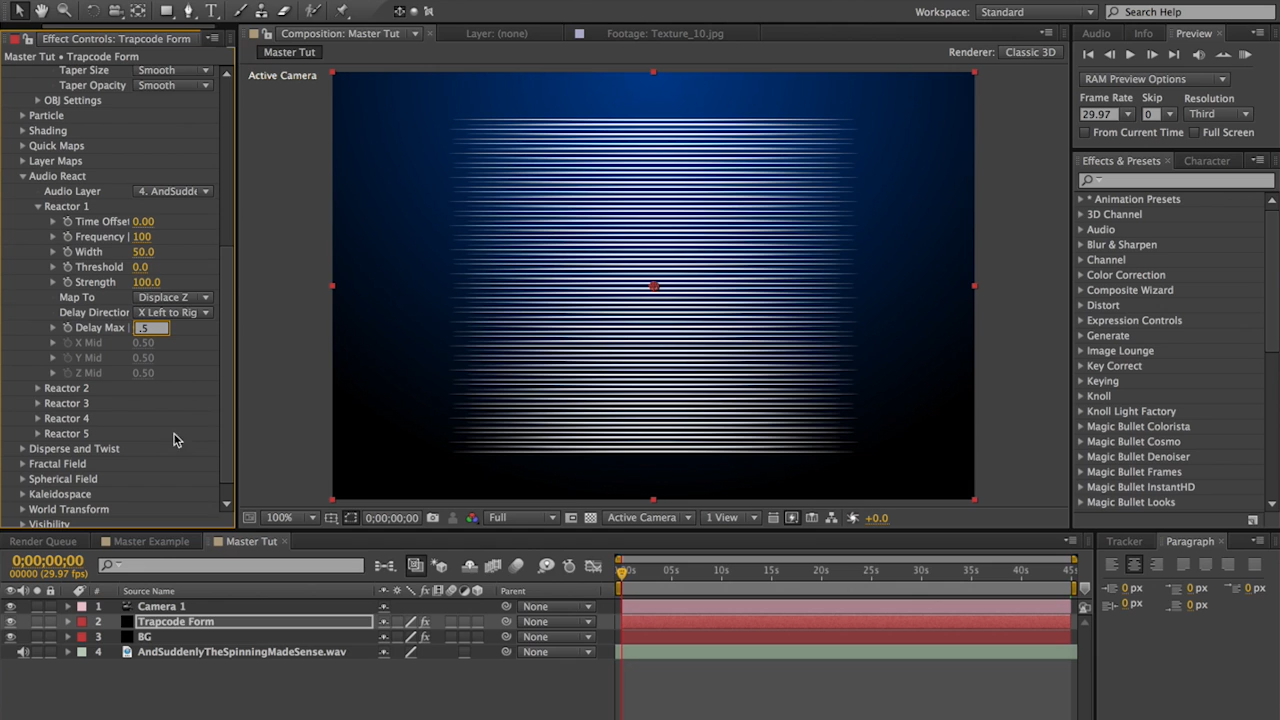 Workspace: Standard
Search Help
Effect Controls: Trapcode Form
Composition: Master Tut
Layer: (none)
Footage: Texture_10.jpg
Audio
Info
Preview
Master Tut • Trapcode Form
Master Tut
Renderer: Classic 3D
Active Camera
Taper Size Smooth
Taper Opacity Smooth
OBJ Settings
Particle
Shading
Quick Maps
Layer Maps
Audio React
Audio Layer 4. AndSudde
Reactor 1
Time Offset 0.00
Frequency | 100
Width 50.0
Threshold 0.0
Strength 100.0
Map To Displace Z
Delay Direction X Left to Rig
Delay Max | .5
X Mid 0.50
Y Mid 0.50
Z Mid 0.50
Reactor 2
Reactor 3
Reactor 4
Reactor 5
Disperse and Twist
Fractal Field
Spherical Field
Kaleidospace
World Transform
Visibility
RAM Preview Options
Frame Rate Skip Resolution
29.97 0 Third
From Current Time Full Screen
Effects & Presets
Character
* Animation Presets
3D Channel
Audio
Blur & Sharpen
Channel
Color Correction
Composite Wizard
Distort
Expression Controls
Generate
Image Lounge
Key Correct
Keying
Knoll
Knoll Light Factory
Magic Bullet Colorista
Magic Bullet Cosmo
Magic Bullet Denoiser
Magic Bullet Frames
Magic Bullet InstantHD
Magic Bullet Looks
100% 0;00;00;00 Full Active Camera 1 View +0.0
Render Queue
Master Example
Master Tut
Tracker
Paragraph
0;00;00;00
00000 (29.97 fps)
05s 10s 15s 20s 25s 30s 35s 40s 45s
# Source Name Parent
1 Camera 1 None
2 Trapcode Form None
3 BG None
4 AndSuddenlyTheSpinningMadeSense.wav None
0 px 0 px 0 px
0 px 0 px